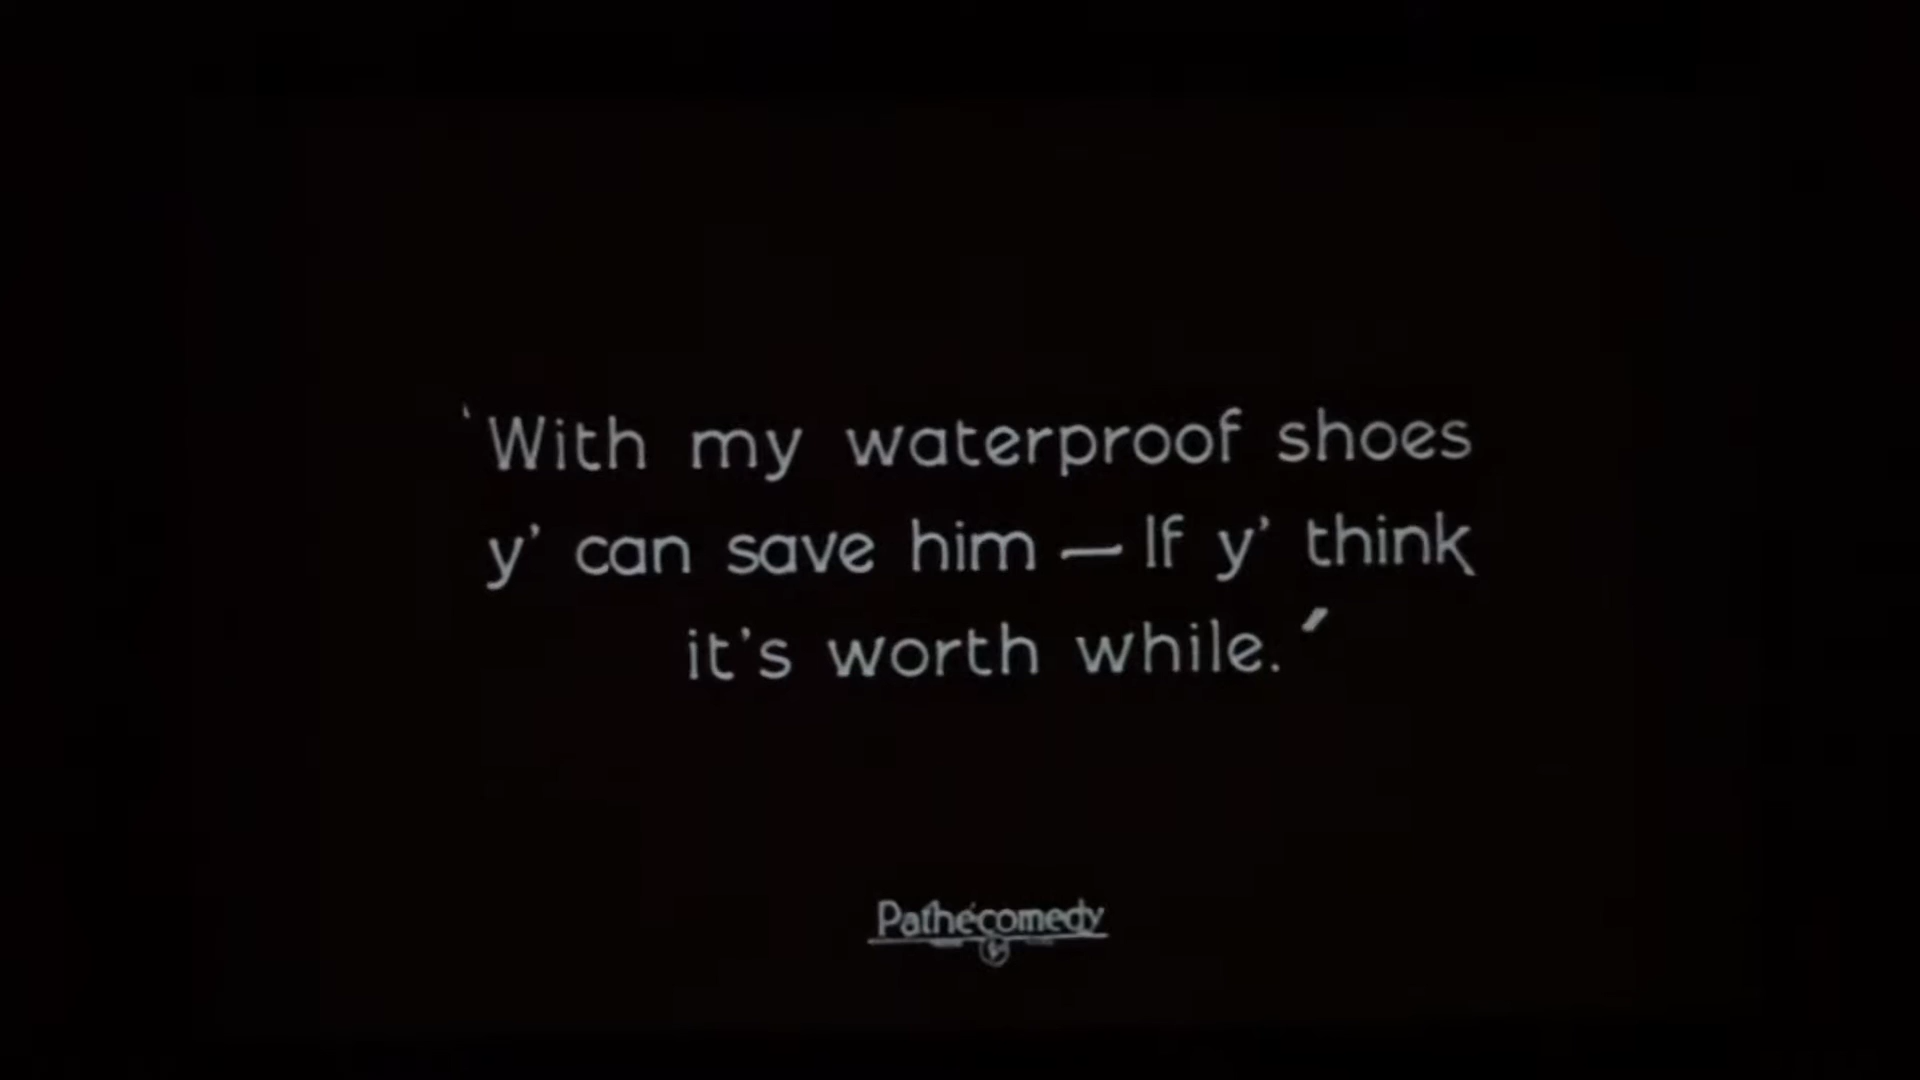 ‘With my waterproof shoes
y’ can save him — If y’ think
it’s worth while.’
Pathécomedy